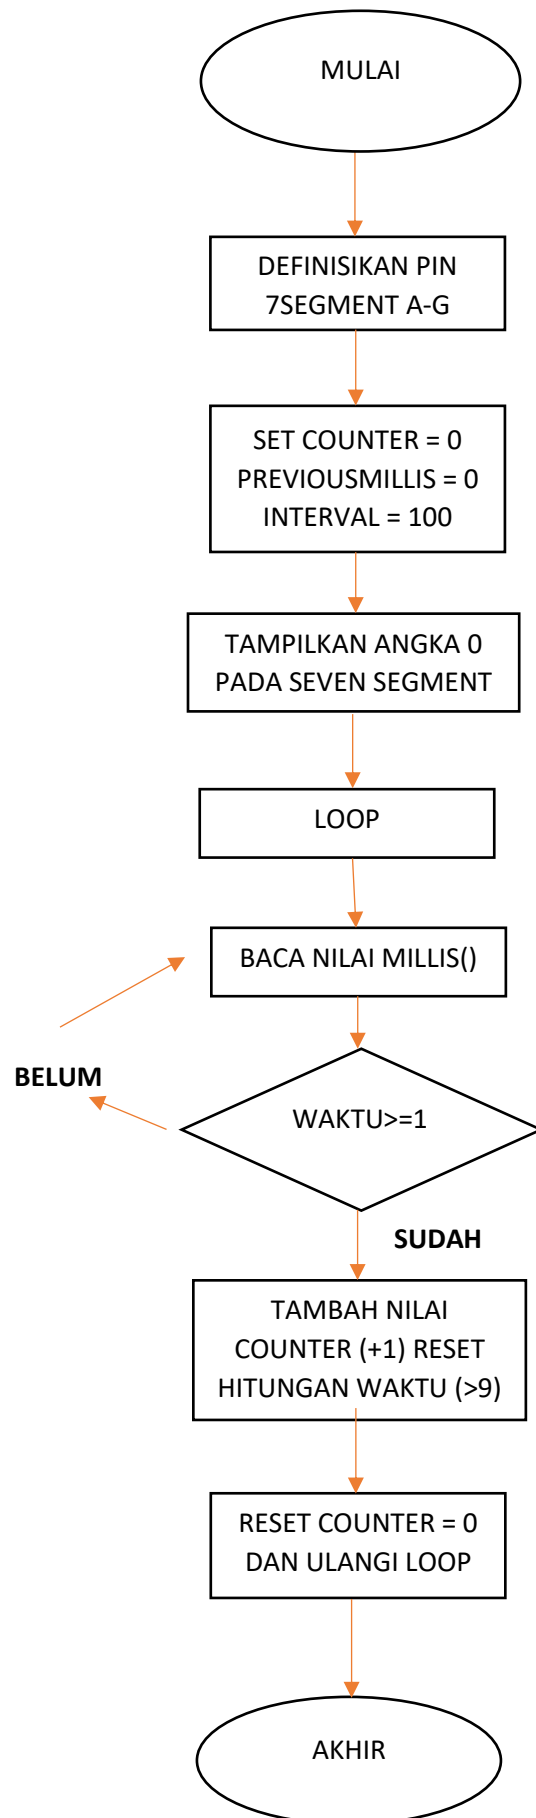 MULAI
DEFINISIKAN PIN
7SEGMENT A-G
SET COUNTER = 0
PREVIOUSMILLIS = 0
INTERVAL = 100
TAMPILKAN ANGKA 0
PADA SEVEN SEGMENT
LOOP
BACA NILAI MILLIS()
BELUM
WAKTU>=1
SUDAH
TAMBAH NILAI
COUNTER (+1) RESET
HITUNGAN WAKTU (>9)
RESET COUNTER = 0
DAN ULANGI LOOP
AKHIR